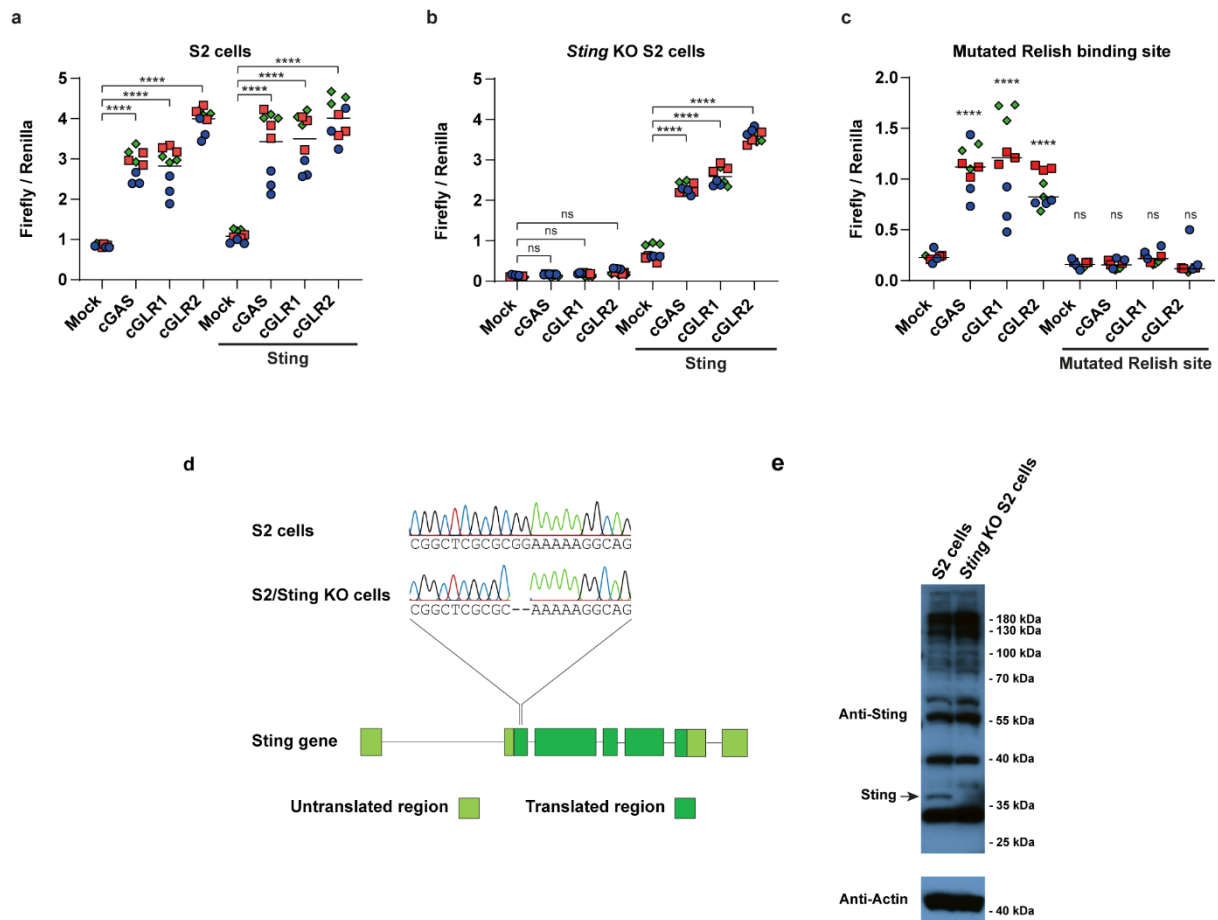 a
S2 cells
Firefly / Renilla
5
4
3
2
1
0
****
****
****
****
****
****
Mock
cGAS
cGLR1
cGLR2
Mock
cGAS
cGLR1
cGLR2
Sting
b
Sting KO S2 cells
Firefly / Renilla
5
4
3
2
1
0
ns
ns
ns
****
****
****
Mock
cGAS
cGLR1
cGLR2
Mock
cGAS
cGLR1
cGLR2
Sting
c
Mutated Relish binding site
Firefly / Renilla
2.0
1.5
1.0
0.5
0.0
****
****
****
ns
ns
ns
ns
Mock
cGAS
cGLR1
cGLR2
Mock
cGAS
cGLR1
cGLR2
Mutated Relish site
d
S2 cells
CGGCTCGCGCGGAAAAAGGCAG
S2/Sting KO cells
CGGCTCGCGC--AAAAAGGCAG
Sting gene
Untranslated region
Translated region
e
S2 cells
Sting KO S2 cells
- 180 kDa
- 130 kDa
- 100 kDa
- 70 kDa
Anti-Sting
- 55 kDa
- 40 kDa
Sting
- 35 kDa
- 25 kDa
Anti-Actin
- 40 kDa